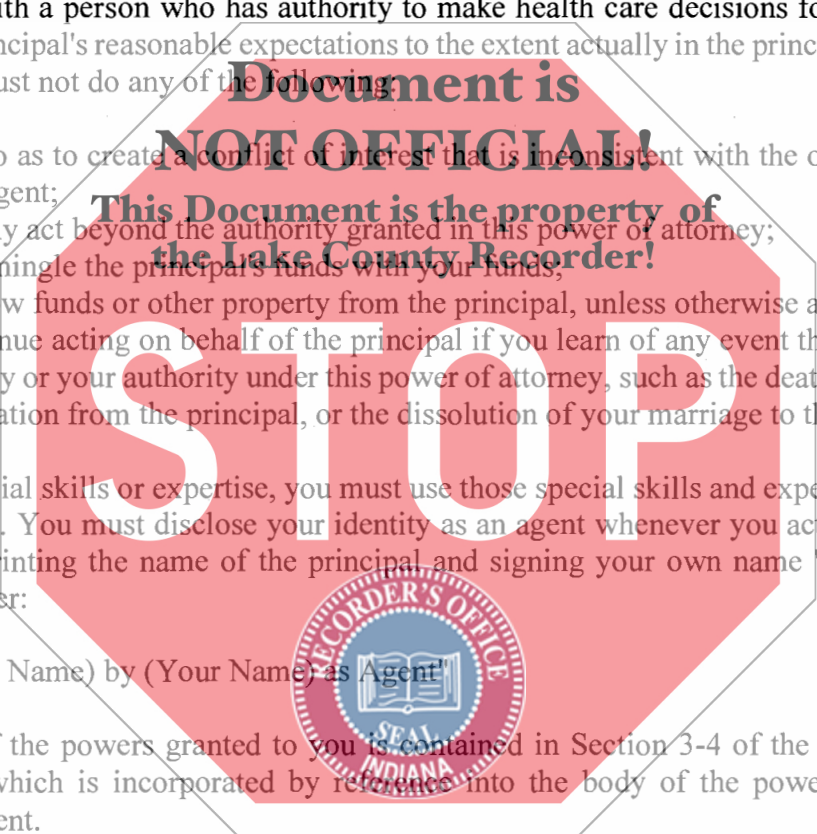 with a person who has authority to make health care decisions fo
ncipal's reasonable expectations to the extent actually in the princ
ust not do any of the following:
Document is
NOT OFFICIAL!
This Document is the property of
the Lake County Recorder!
o as to create a conflict of interest that is inconsistent with the o
gent;
y act beyond the authority granted in this power of attorney;
mingle the principal's funds with your funds;
w funds or other property from the principal, unless otherwise a
nue acting on behalf of the principal if you learn of any event th
y or your authority under this power of attorney, such as the deat
ation from the principal, or the dissolution of your marriage to th
STOP
ial skills or expertise, you must use those special skills and expe
. You must disclose your identity as an agent whenever you ac
inting the name of the principal and signing your own name "
er:
Name) by (Your Name) as Agent"
RECORDER'S OFFICE
SEAL
INDIANA
f the powers granted to you is contained in Section 3-4 of the
which is incorporated by reference into the body of the powe
ent.